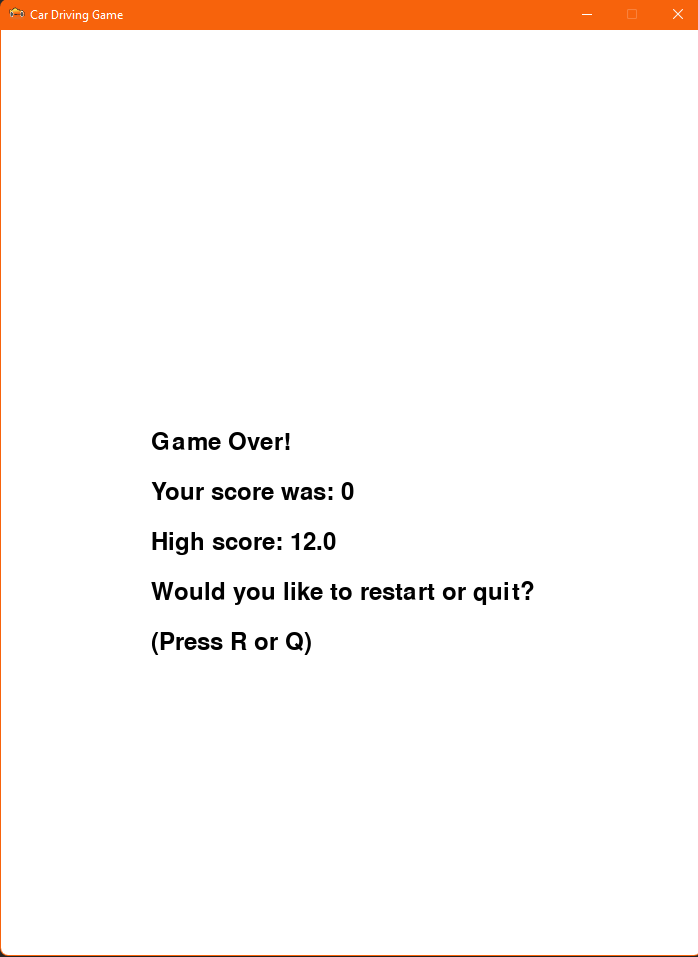 Car Driving Game
Game Over!
Your score was: 0
High score: 12.0
Would you like to restart or quit?
(Press R or Q)